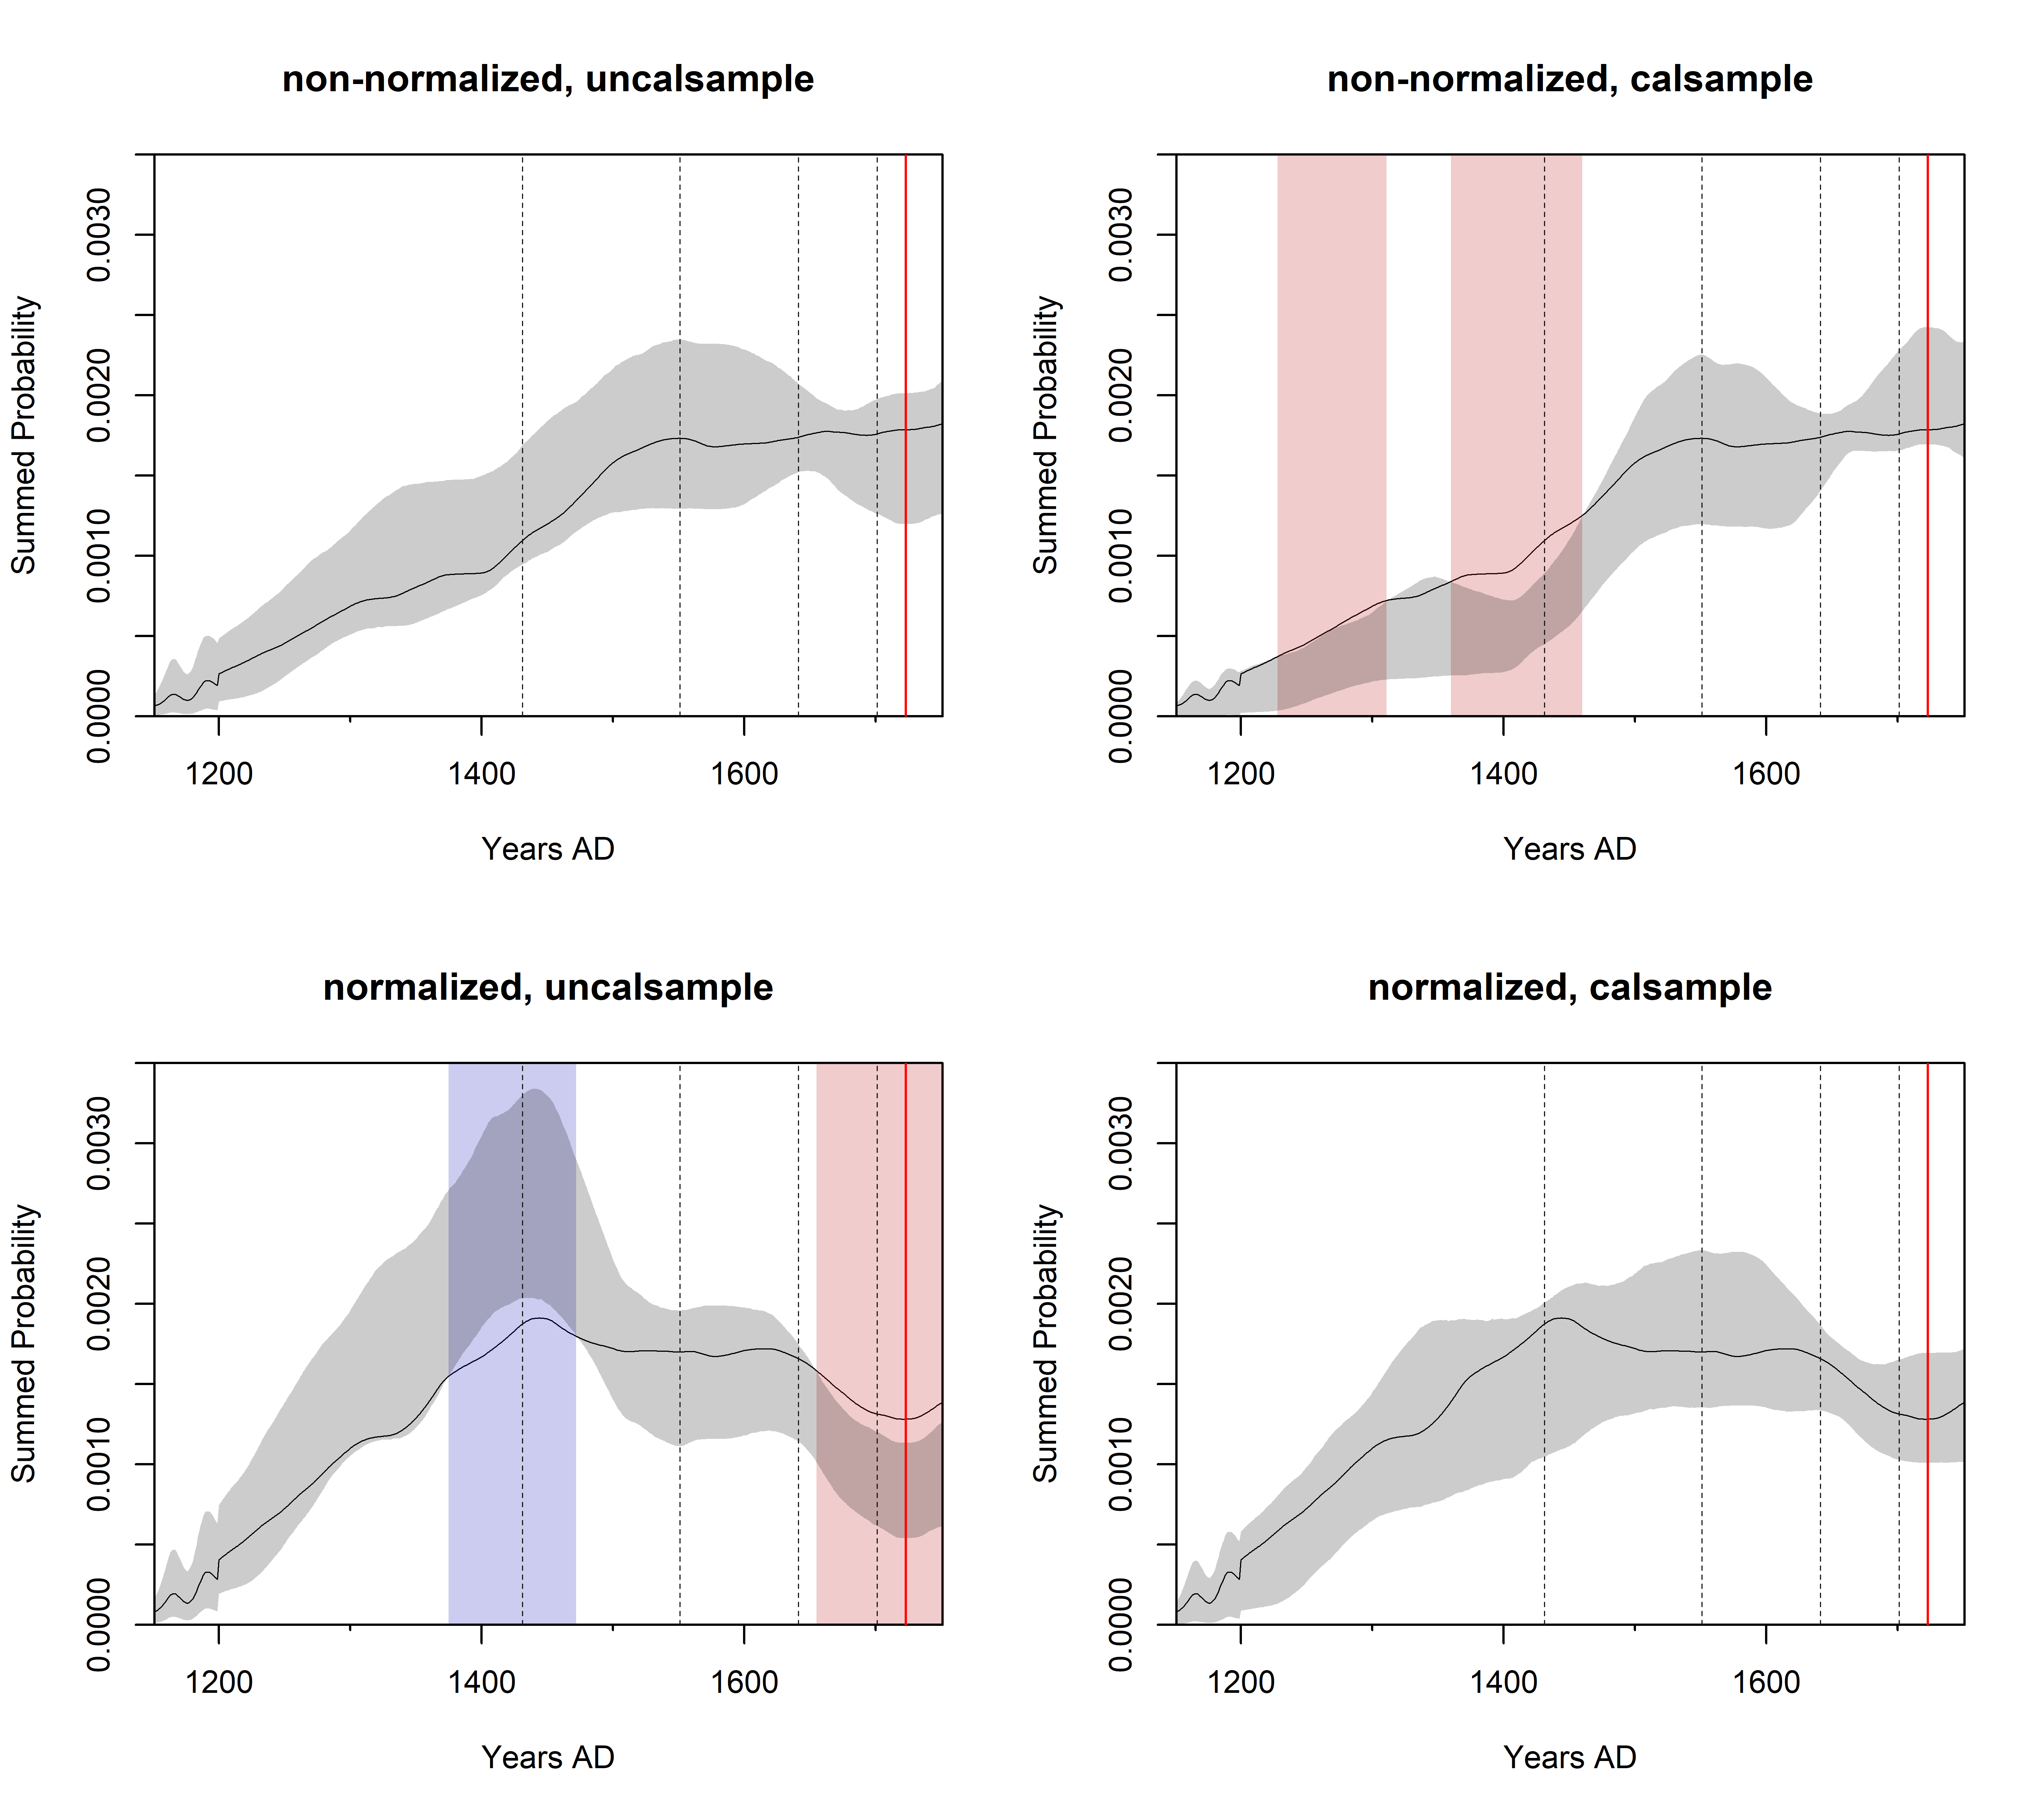 non-normalized, uncalsample
Summed Probability
0.0030
0.0020
0.0010
0.0000
1200 1400 1600
Years AD
non-normalized, calsample
Summed Probability
0.0030
0.0020
0.0010
0.0000
1200 1400 1600
Years AD
normalized, uncalsample
Summed Probability
0.0030
0.0020
0.0010
0.0000
1200 1400 1600
Years AD
normalized, calsample
Summed Probability
0.0030
0.0020
0.0010
0.0000
1200 1400 1600
Years AD